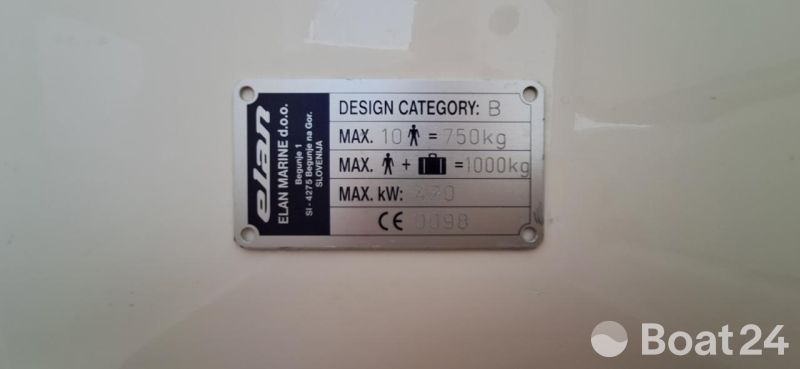 elan
ELAN MARINE d.o.o.
Begunje 1
SI - 4275 Begunje na Gor.
SLOVENIJA
DESIGN CATEGORY: B
MAX. 10 = 750kg
MAX. + =1000kg
MAX. kW:
CE 0098
Boat24